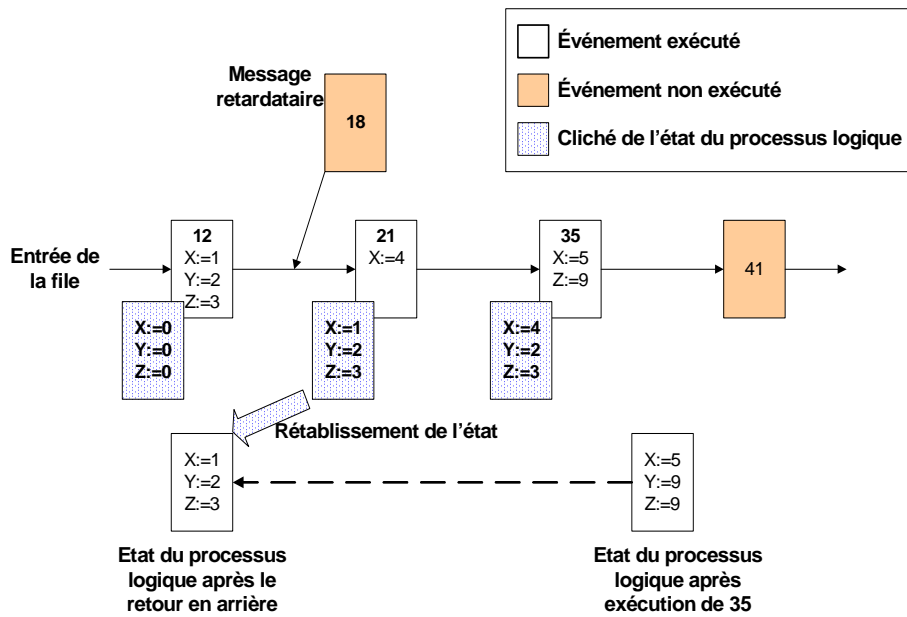 Événement exécuté
Événement non exécuté
Cliché de l'état du processus logique
Message
retardataire
18
Entrée de
la file
12
X:=1
Y:=2
Z:=3
21
X:=4
35
X:=5
Z:=9
41
X:=0
Y:=0
Z:=0
X:=1
Y:=2
Z:=3
X:=4
Y:=2
Z:=3
Rétablissement de l'état
X:=1
Y:=2
Z:=3
X:=5
Y:=9
Z:=9
Etat du processus
logique après le
retour en arrière
Etat du processus
logique après
exécution de 35